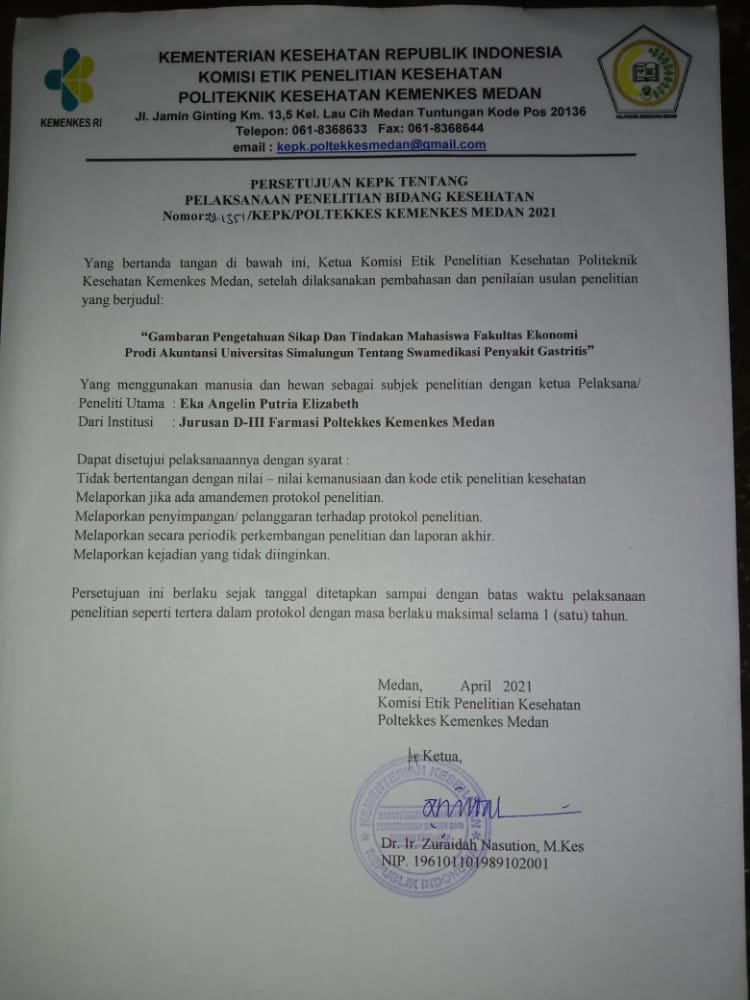 KEMENTERIAN KESEHATAN REPUBLIK INDONESIA
KOMISI ETIK PENELITIAN KESEHATAN
POLITEKNIK KESEHATAN KEMENKES MEDAN
Jl. Jamin Ginting Km. 13,5 Kel. Lau Cih Medan Tuntungan Kode Pos 20136
Telepon: 061-8368633 Fax: 061-8368644
email : kepk.poltekkesmedan@gmail.com
KEMENKES RI
POLITEKNIK KESEHATAN MEDAN
PERSETUJUAN KEPK TENTANG
PELAKSANAAN PENELITIAN BIDANG KESEHATAN
Nomor:01.1351/KEPK/POLTEKKES KEMENKES MEDAN 2021
Yang bertanda tangan di bawah ini, Ketua Komisi Etik Penelitian Kesehatan Politeknik
Kesehatan Kemenkes Medan, setelah dilaksanakan pembahasan dan penilaian usulan penelitian
yang berjudul:
“Gambaran Pengetahuan Sikap Dan Tindakan Mahasiswa Fakultas Ekonomi
Prodi Akuntansi Universitas Simalungun Tentang Swamedikasi Penyakit Gastritis”
Yang menggunakan manusia dan hewan sebagai subjek penelitian dengan ketua Pelaksana/
Peneliti Utama : Eka Angelin Putria Elizabeth
Dari Institusi : Jurusan D-III Farmasi Poltekkes Kemenkes Medan
Dapat disetujui pelaksanaannya dengan syarat :
Tidak bertentangan dengan nilai – nilai kemanusiaan dan kode etik penelitian kesehatan
Melaporkan jika ada amandemen protokol penelitian.
Melaporkan penyimpangan/ pelanggaran terhadap protokol penelitian.
Melaporkan secara periodik perkembangan penelitian dan laporan akhir.
Melaporkan kejadian yang tidak diinginkan.
Persetujuan ini berlaku sejak tanggal ditetapkan sampai dengan batas waktu pelaksanaan
penelitian seperti tertera dalam protokol dengan masa berlaku maksimal selama 1 (satu) tahun.
Medan, April 2021
Komisi Etik Penelitian Kesehatan
Poltekkes Kemenkes Medan
Ketua,
KEMENTERIAN KESEHATAN
REPUBLIK INDONESIA
Dr. Ir. Zuraidah Nasution, M.Kes
NIP. 196101101989102001